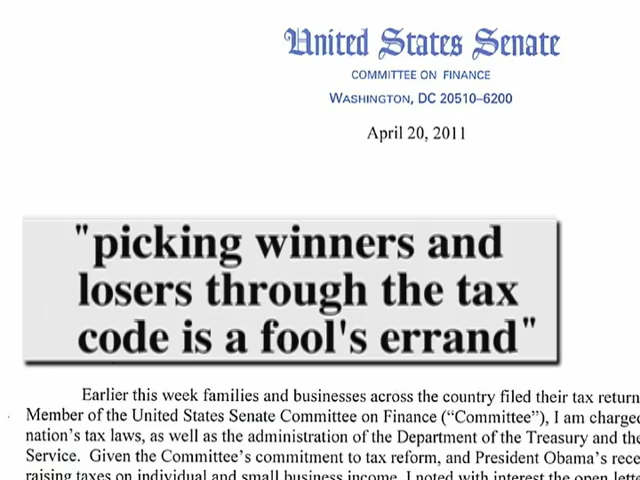 United States Senate
COMMITTEE ON FINANCE
WASHINGTON, DC 20510–6200
April 20, 2011
"picking winners and
losers through the tax
code is a fool's errand"
Earlier this week families and businesses across the country filed their tax return
Member of the United States Senate Committee on Finance (“Committee”), I am charged
nation’s tax laws, as well as the administration of the Department of the Treasury and the
Service. Given the Committee’s commitment to tax reform, and President Obama’s rece
raising taxes on individual and small business income, I noted with interest the open lette